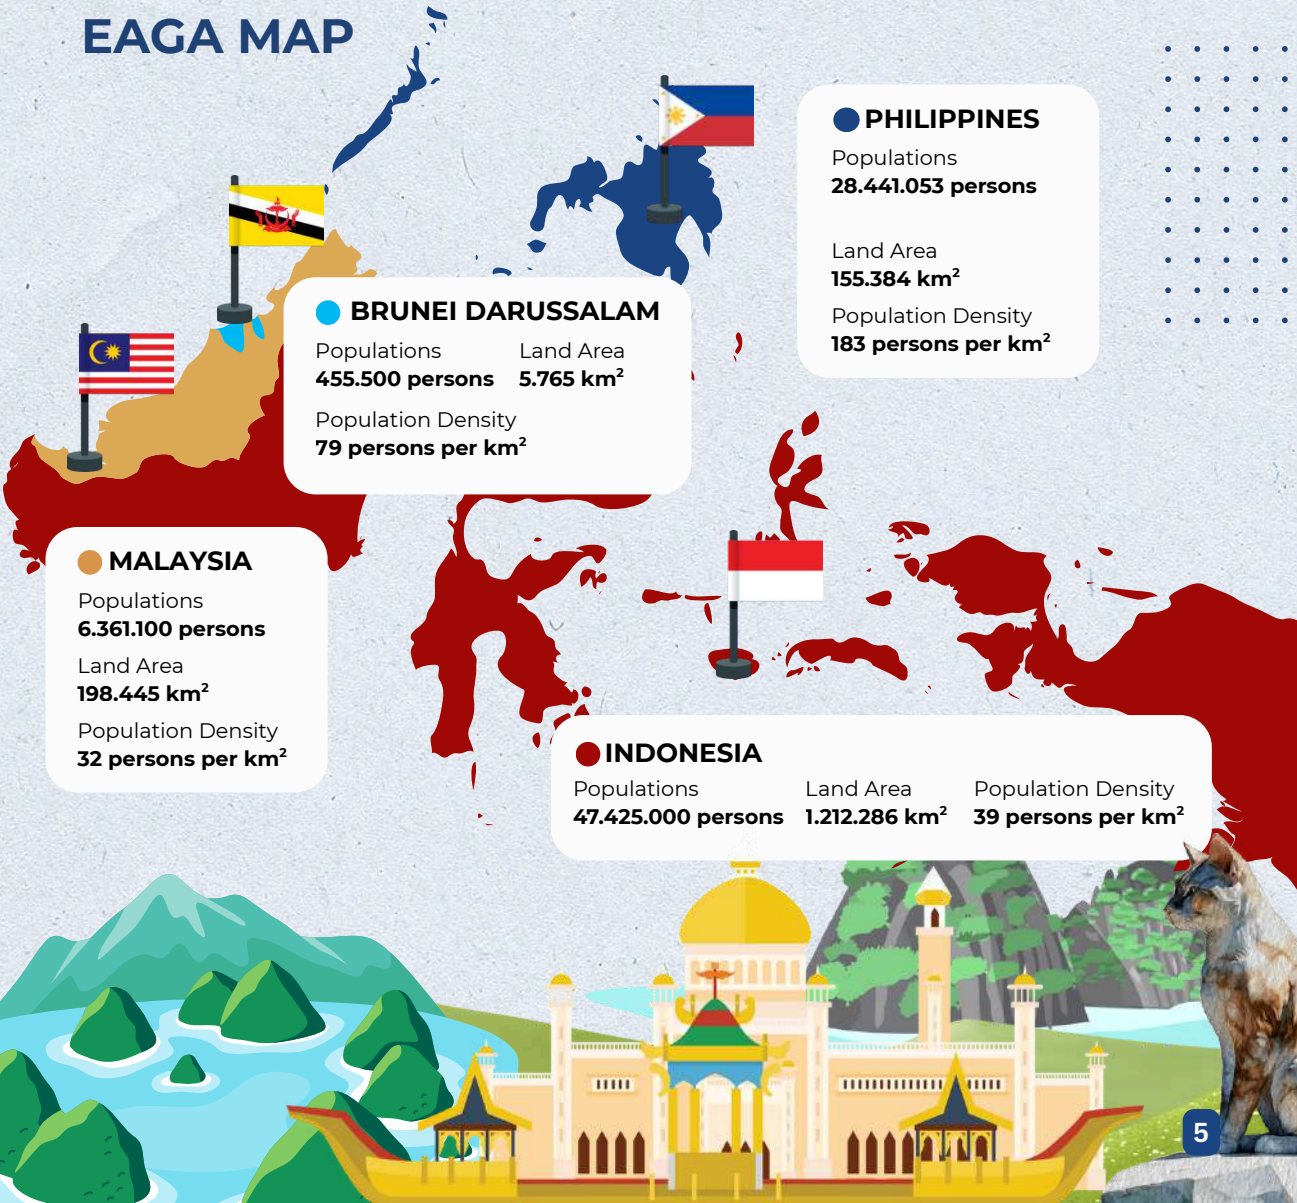 EAGA MAP
PHILIPPINES
Populations
28.441.053 persons
Land Area
155.384 km²
Population Density
183 persons per km²
BRUNEI DARUSSALAM
Populations
455.500 persons
Land Area
5.765 km²
Population Density
79 persons per km²
MALAYSIA
Populations
6.361.100 persons
Land Area
198.445 km²
Population Density
32 persons per km²
INDONESIA
Populations
47.425.000 persons
Land Area
1.212.286 km²
Population Density
39 persons per km²
5